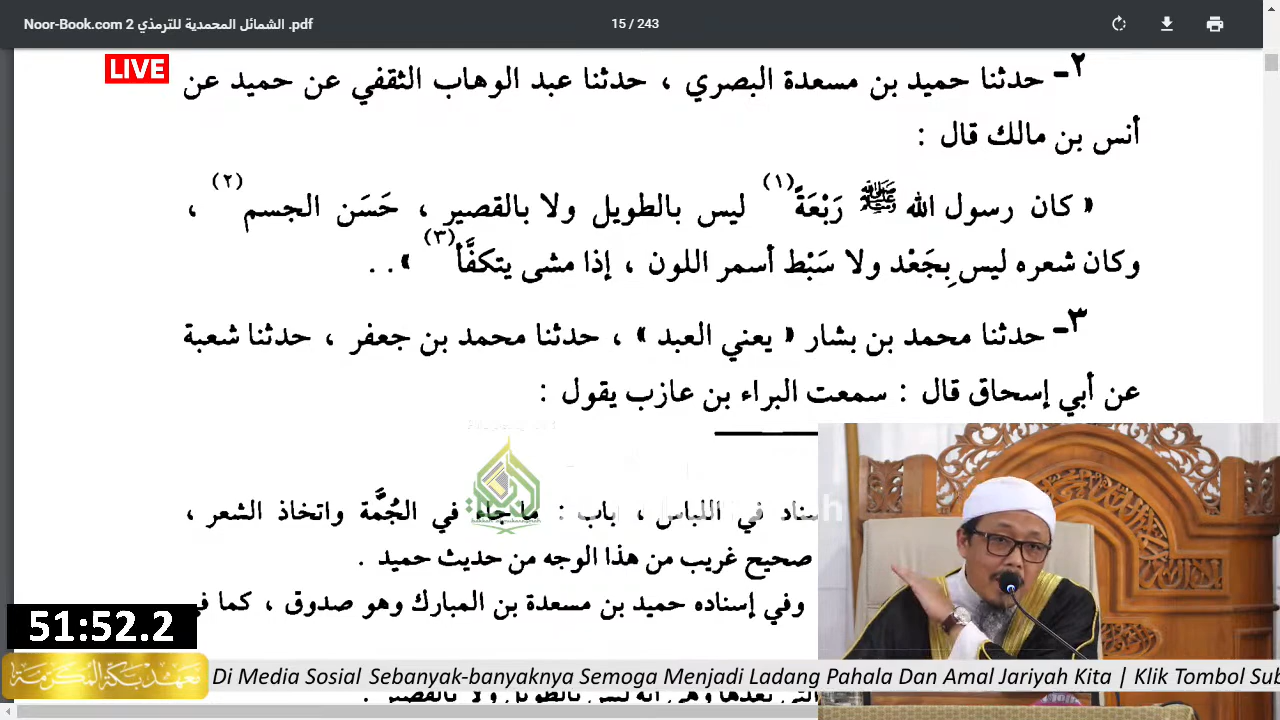 Noor-Book.com الشمائل المحمدية للترمذي 2 .pdf
15 / 243
LIVE
٢- حدثنا حميد بن مسعدة البصري ، حدثنا عبد الوهاب الثقفي عن حميد عن
أنس بن مالك قال :
« كان رسول الله ﷺ رَبْعَةً(١) ليس بالطويل ولا بالقصير ، حَسَن الجسم(٢) ،
وكان شعره ليس بِجَعْد ولا سَبْط أسمر اللون ، إذا مشى يتكفَّأ(٣) » . .
٣- حدثنا محمد بن بشار « يعني العبد » ، حدثنا محمد بن جعفر ، حدثنا شعبة
عن أبي إسحاق قال : سمعت البراء بن عازب يقول :
في اللباس ، باب : ما جاء في الجُمَّة واتخاذ الشعر ،
صحيح غريب من هذا الوجه من حديث حميد .
وفي إسناده حميد بن مسعدة بن المبارك وهو صدوق ، كما
51:52.2
معهد بكة المكرمة
Di Media Sosial Sebanyak-banyaknya Semoga Menjadi Ladang Pahala Dan Amal Jariyah Kita | Klik Tombol Sub